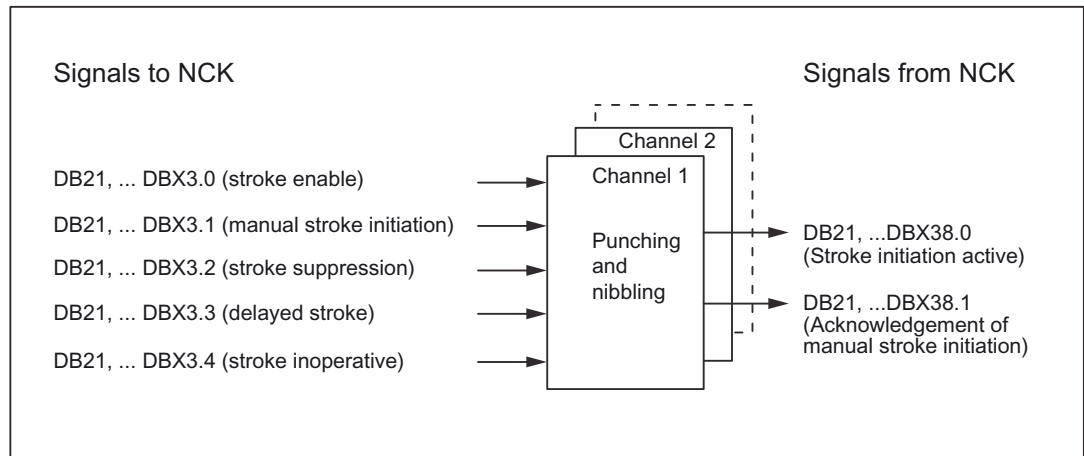 Signals to NCK
Signals from NCK
DB21, ... DBX3.0 (stroke enable)
DB21, ... DBX3.1 (manual stroke initiation)
DB21, ... DBX3.2 (stroke suppression)
DB21, ... DBX3.3 (delayed stroke)
DB21, ... DBX3.4 (stroke inoperative)
Channel 2
Channel 1
Punching
and
nibbling
DB21, ...DBX38.0
(Stroke initiation active)
DB21, ...DBX38.1
(Acknowledgement of
manual stroke initiation)